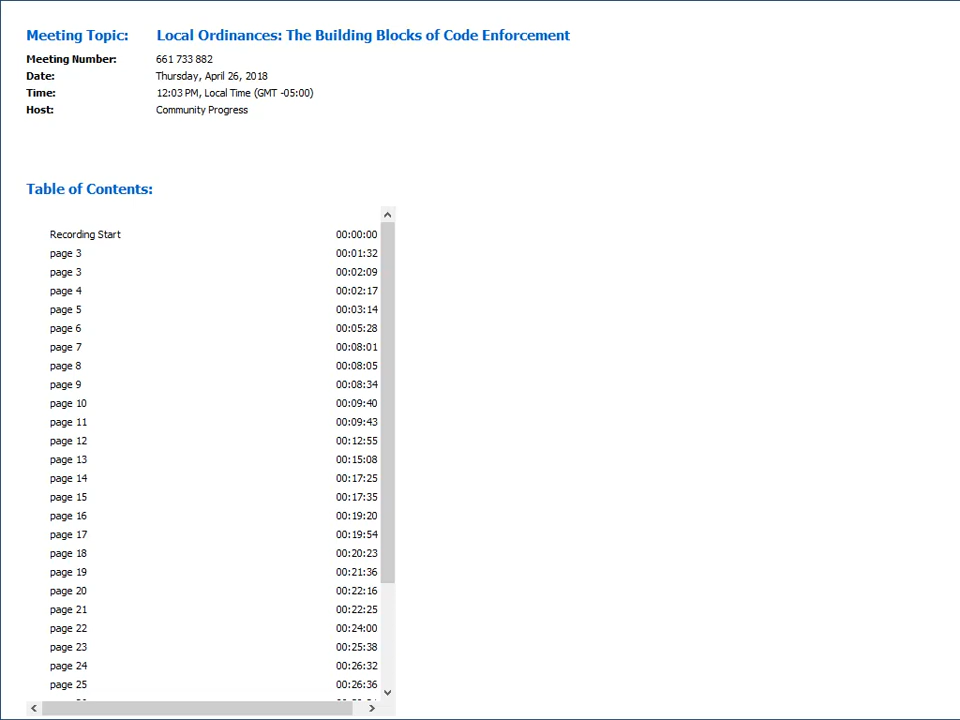 Meeting Topic: Local Ordinances: The Building Blocks of Code Enforcement
Meeting Number: 661 733 882
Date: Thursday, April 26, 2018
Time: 12:03 PM, Local Time (GMT -05:00)
Host: Community Progress
Table of Contents:
Recording Start 00:00:00
page 3 00:01:32
page 3 00:02:09
page 4 00:02:17
page 5 00:03:14
page 6 00:05:28
page 7 00:08:01
page 8 00:08:05
page 9 00:08:34
page 10 00:09:40
page 11 00:09:43
page 12 00:12:55
page 13 00:15:08
page 14 00:17:25
page 15 00:17:35
page 16 00:19:20
page 17 00:19:54
page 18 00:20:23
page 19 00:21:36
page 20 00:22:16
page 21 00:22:25
page 22 00:24:00
page 23 00:25:38
page 24 00:26:32
page 25 00:26:36